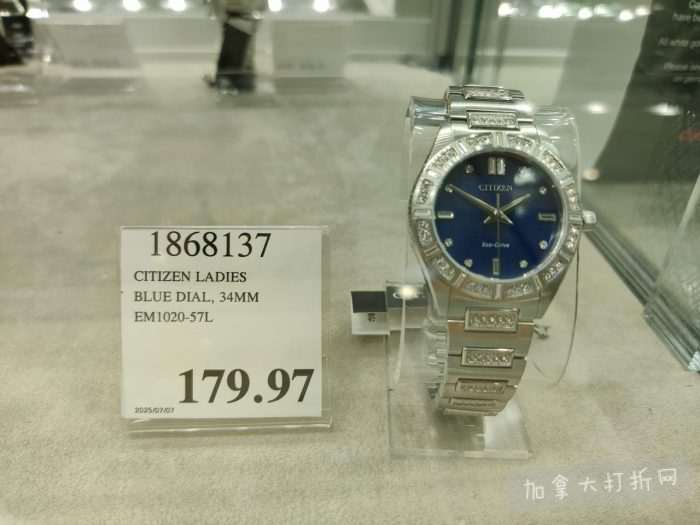 1868137
CITIZEN LADIES
BLUE DIAL, 34MM
EM1020-57L
179.97
2025/07/07
CITIZEN
Eco-Drive
加拿大打折网